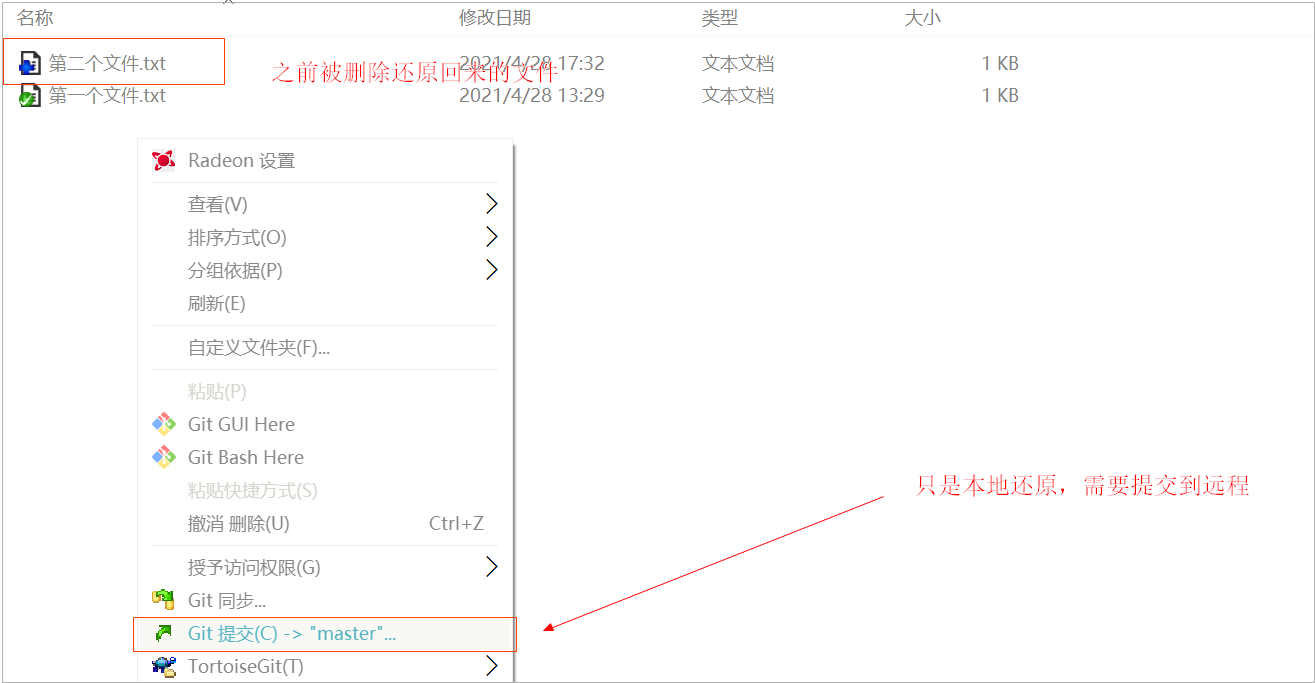 名称 修改日期 类型 大小
第二个文件.txt 之前被删除还原回来的文件 2021/4/28 17:32 文本文档 1 KB
第一个文件.txt 2021/4/28 13:29 文本文档 1 KB
Radeon 设置
查看(V)
排序方式(O)
分组依据(P)
刷新(E)
自定义文件夹(F)...
粘贴(P)
Git GUI Here
Git Bash Here
只是本地还原，需要提交到远程
粘贴快捷方式(S)
撤消 删除(U) Ctrl+Z
授予访问权限(G)
Git 同步...
Git 提交(C) -> "master"...
TortoiseGit(T)